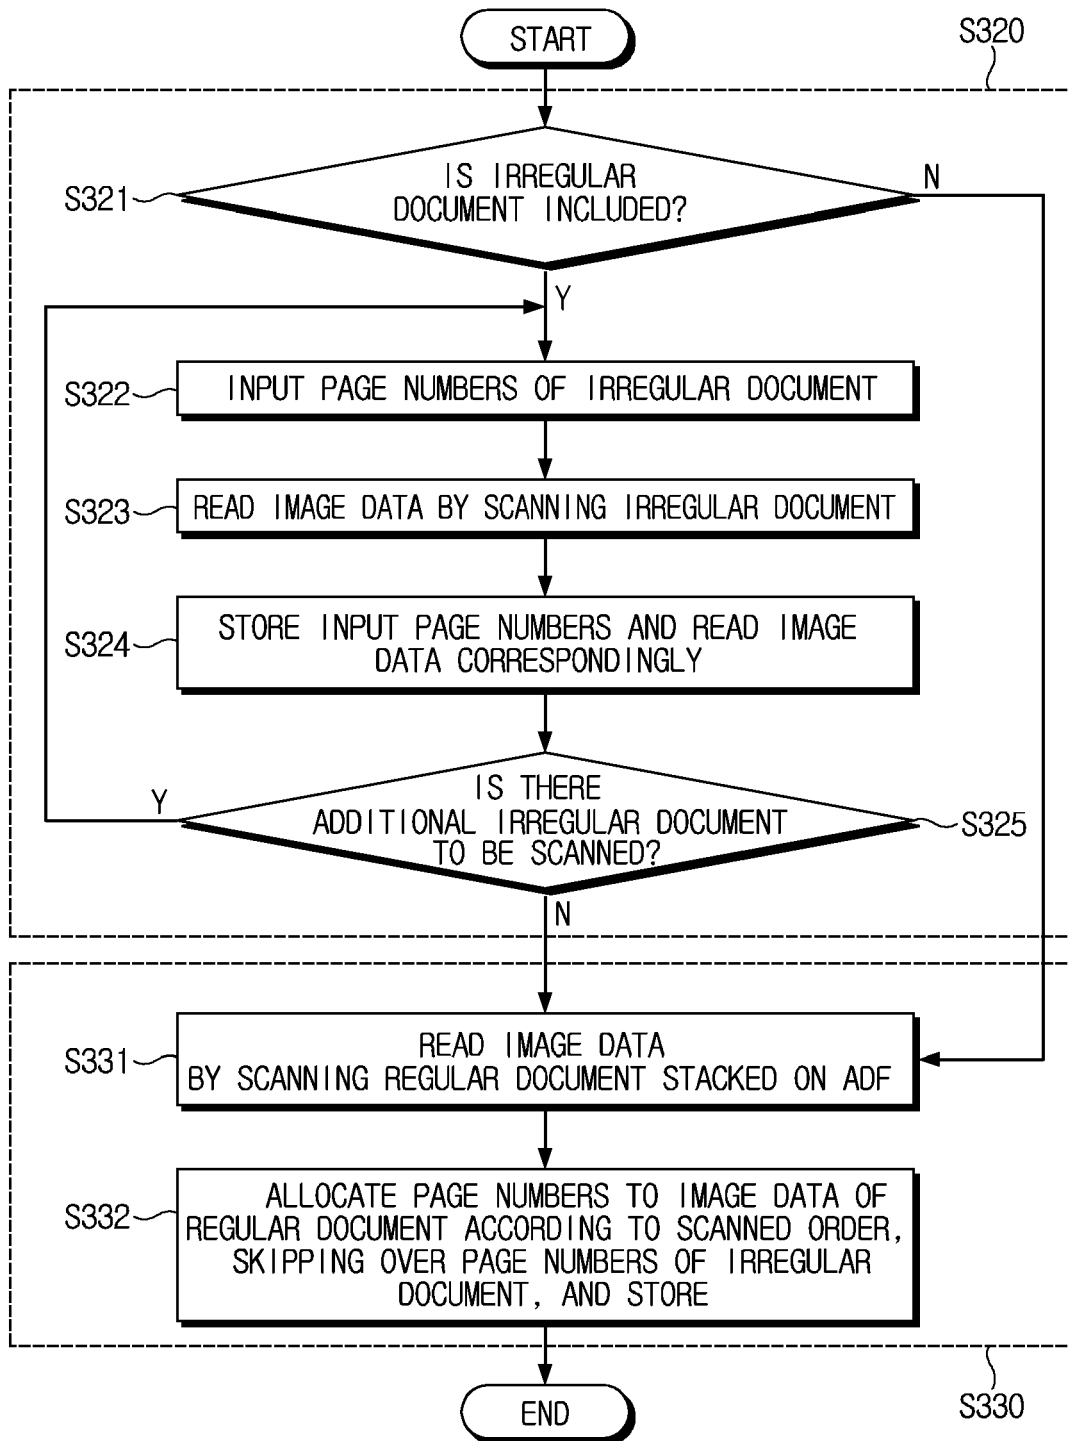 START
S320
S321
IS IRREGULAR
DOCUMENT INCLUDED?
N
Y
S322
INPUT PAGE NUMBERS OF IRREGULAR DOCUMENT
S323
READ IMAGE DATA BY SCANNING IRREGULAR DOCUMENT
S324
STORE INPUT PAGE NUMBERS AND READ IMAGE
DATA CORRESPONDINGLY
Y
IS THERE
ADDITIONAL IRREGULAR DOCUMENT
TO BE SCANNED?
S325
N
S331
READ IMAGE DATA
BY SCANNING REGULAR DOCUMENT STACKED ON ADF
S332
ALLOCATE PAGE NUMBERS TO IMAGE DATA OF
REGULAR DOCUMENT ACCORDING TO SCANNED ORDER,
SKIPPING OVER PAGE NUMBERS OF IRREGULAR
DOCUMENT, AND STORE
END
S330